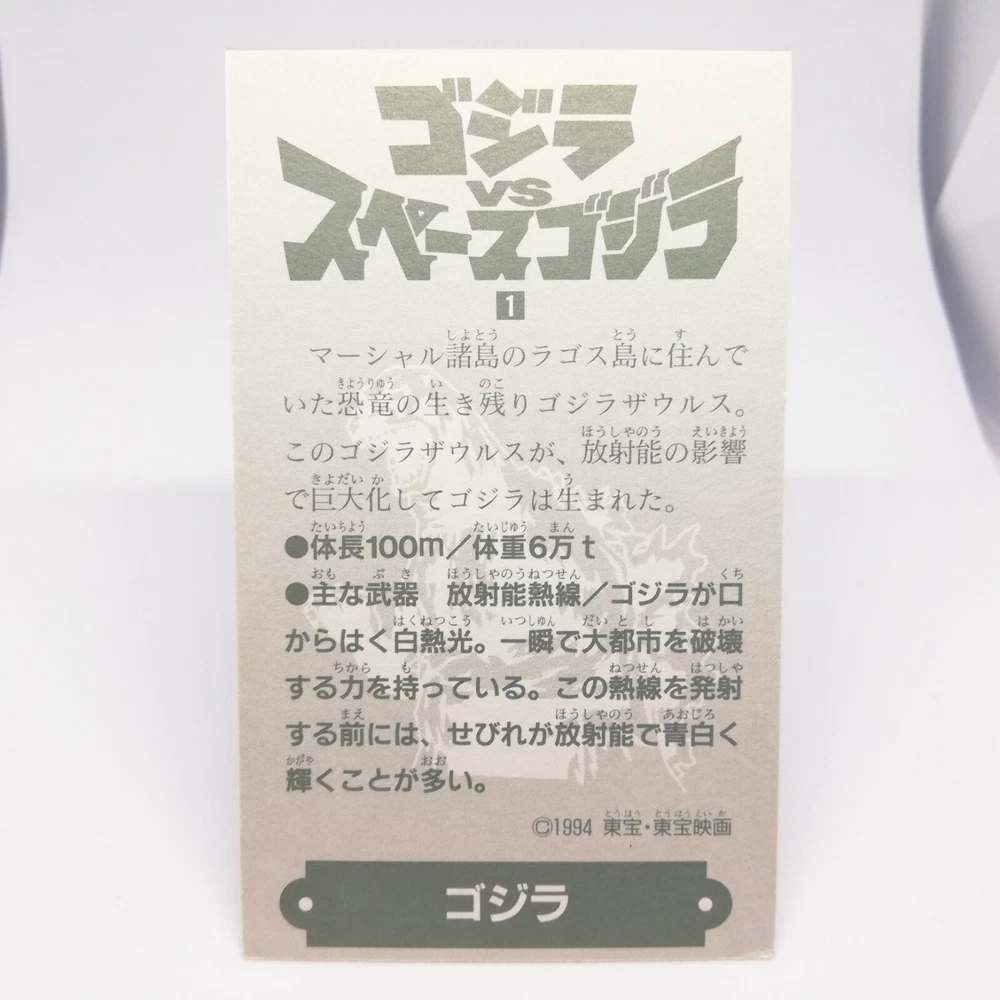 ゴジラ
VS
スペースゴジラ
1
マーシャル諸島のラゴス島に住んで
いた恐竜の生き残りゴジラザウルス。
このゴジラザウルスが、放射能の影響
で巨大化してゴジラは生まれた。
●体長100m／体重6万t
●主な武器　放射能熱線／ゴジラが口
からはく白熱光。一瞬で大都市を破壊
する力を持っている。この熱線を発射
する前には、せびれが放射能で青白く
輝くことが多い。
©1994 東宝・東宝映画
ゴジラ